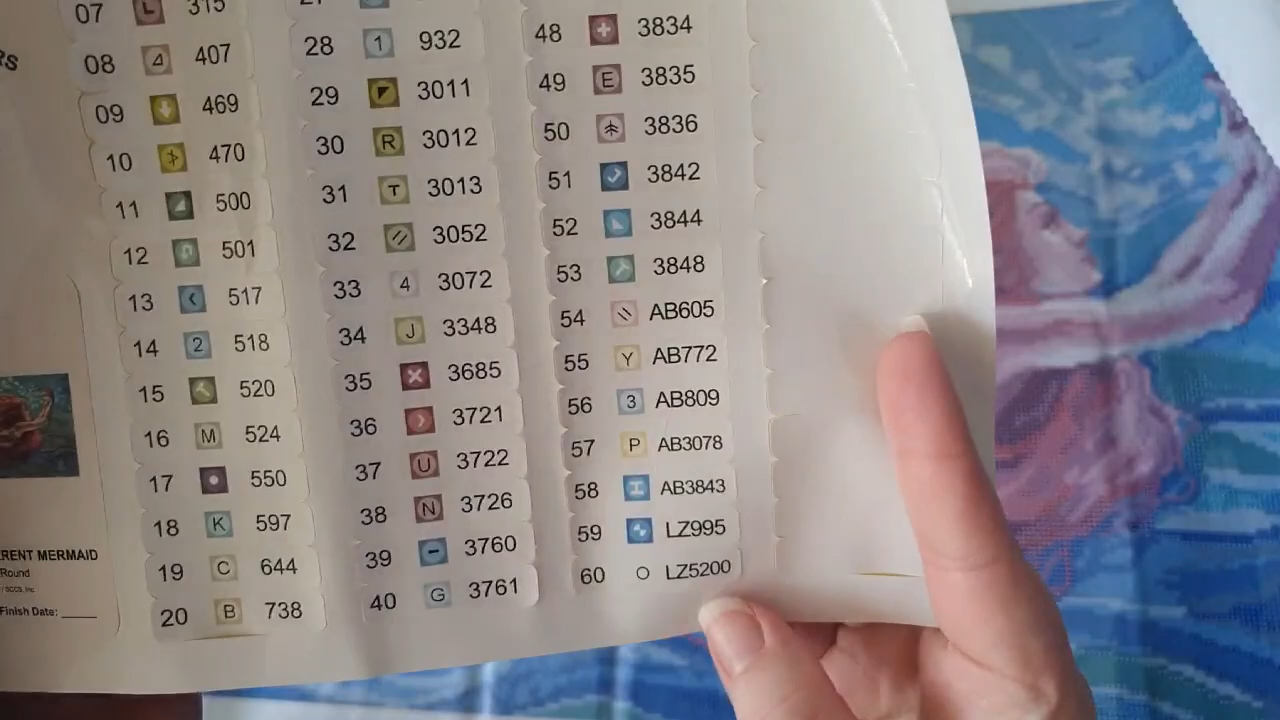 RS
RENT MERMAID
Round
Finish Date:
07 L 315
08 407
09 469
10 470
11 500
12 501
13 517
14 2 518
15 520
16 M 524
17 550
18 K 597
19 C 644
20 B 738
28 1 932
29 3011
30 R 3012
31 T 3013
32 3052
33 4 3072
34 J 3348
35 3685
36 3721
37 U 3722
38 N 3726
39 3760
40 G 3761
48 3834
49 E 3835
50 3836
51 3842
52 3844
53 3848
54 AB605
55 Y AB772
56 3 AB809
57 P AB3078
58 AB3843
59 LZ995
60 LZ5200